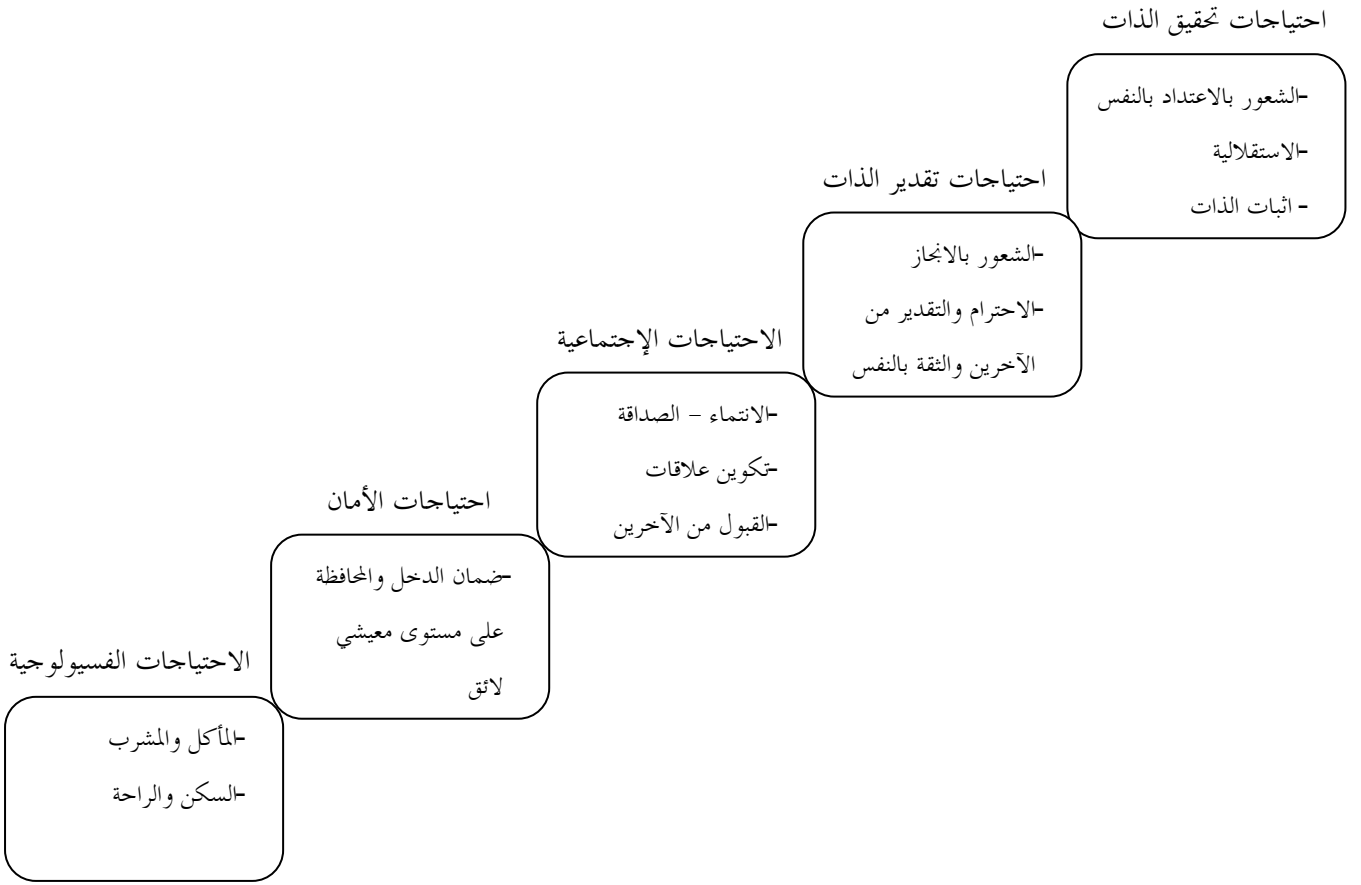 احتياجات تحقيق الذات
-الشعور بالاعتداد بالنفس
-الاستقلالية
- اثبات الذات
احتياجات تقدير الذات
-الشعور بالانجاز
-الاحترام والتقدير من
الآخرين والثقة بالنفس
الاحتياجات الإجتماعية
-الانتماء – الصداقة
-تكوين علاقات
-القبول من الآخرين
احتياجات الأمان
-ضمان الدخل والمحافظة
على مستوى معيشي
لائق
الاحتياجات الفسيولوجية
-المأكل والمشرب
-السكن والراحة